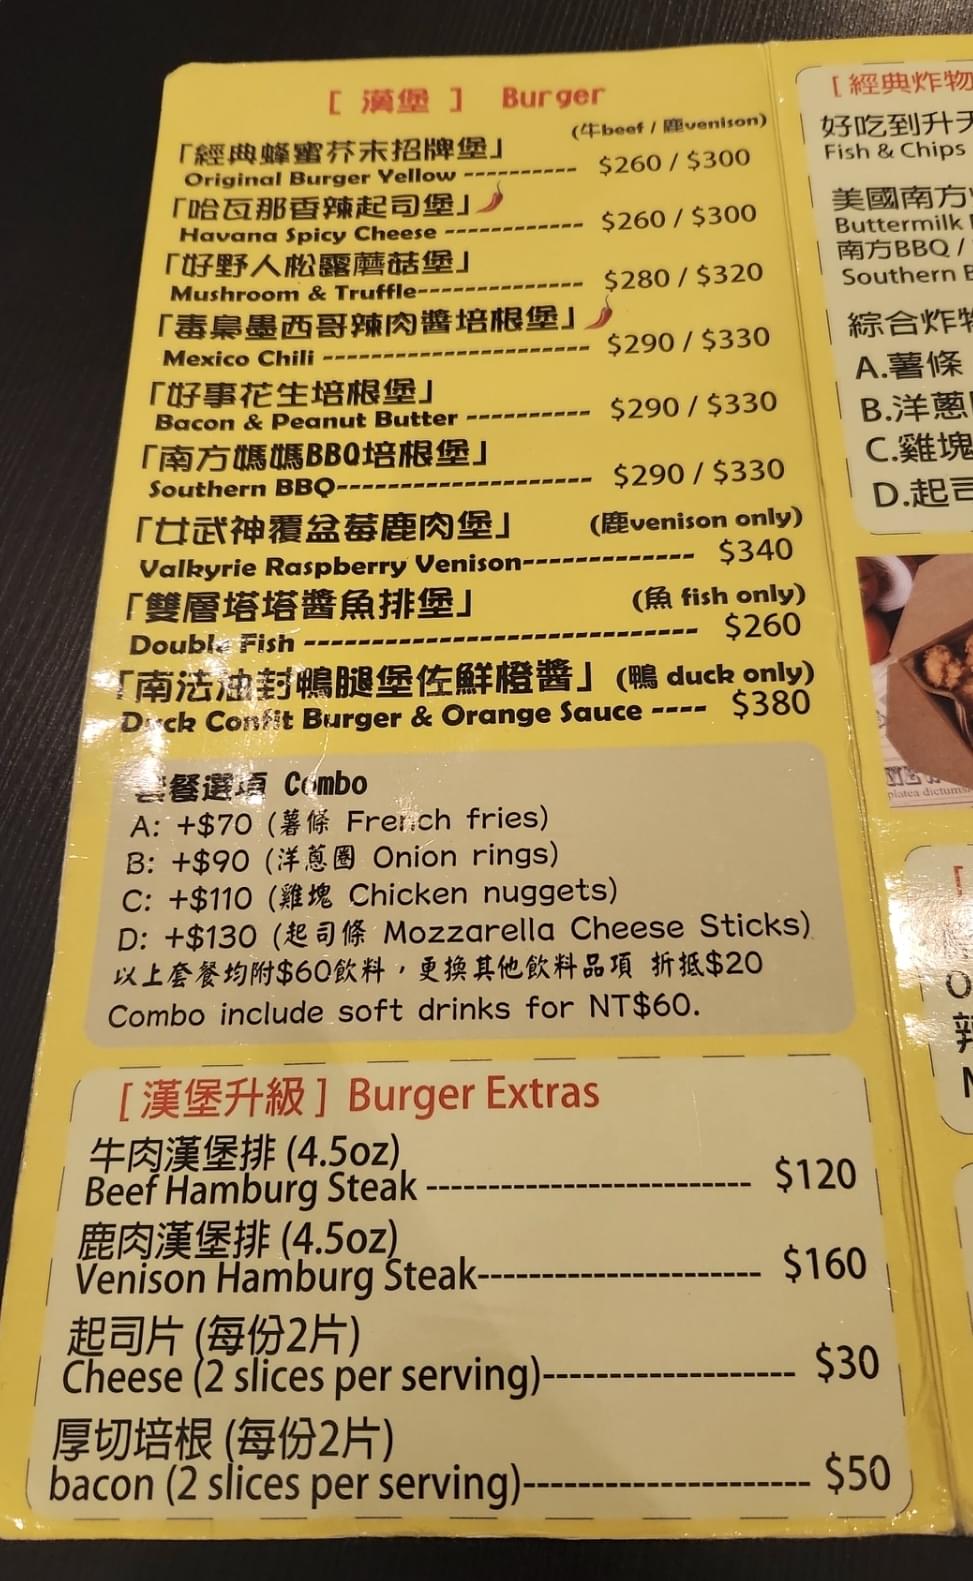 [ 漢堡 ] Burger
(牛beef / 鹿venison)
「經典蜂蜜芥末招牌堡」
Original Burger Yellow ---------- $260 / $300
「哈瓦那香辣起司堡」
Havana Spicy Cheese ------------ $260 / $300
「好野人松露蘑菇堡」
Mushroom & Truffle-------------- $280 / $320
「毒梟墨西哥辣肉醬培根堡」
Mexico Chili ---------------------- $290 / $330
「好事花生培根堡」
Bacon & Peanut Butter ---------- $290 / $330
「南方媽媽BBQ培根堡」
Southern BBQ--------------------- $290 / $330
「女武神覆盆莓鹿肉堡」 (鹿venison only)
Valkyrie Raspberry Venison------------- $340
「雙層塔塔醬魚排堡」 (魚 fish only)
Double Fish ----------------------------- $260
「南法油封鴨腿堡佐鮮橙醬」(鴨 duck only)
Duck Confit Burger & Orange Sauce ---- $380
套餐選項 Combo
A: +$70 (薯條 French fries)
B: +$90 (洋蔥圈 Onion rings)
C: +$110 (雞塊 Chicken nuggets)
D: +$130 (起司條 Mozzarella Cheese Sticks)
以上套餐均附$60飲料，更換其他飲料品項 折抵$20
Combo include soft drinks for NT$60.
[ 漢堡升級 ] Burger Extras
牛肉漢堡排 (4.5oz)
Beef Hamburg Steak ------------------------- $120
鹿肉漢堡排 (4.5oz)
Venison Hamburg Steak---------------------- $160
起司片 (每份2片)
Cheese (2 slices per serving)-------------------- $30
厚切培根 (每份2片)
bacon (2 slices per serving)----------------------- $50
[ 經典炸物
好吃到升天
Fish & Chips
美國南方
Buttermilk
南方BBQ /
Southern
綜合炸物
A.薯條
B.洋蔥
C.雞塊
D.起司